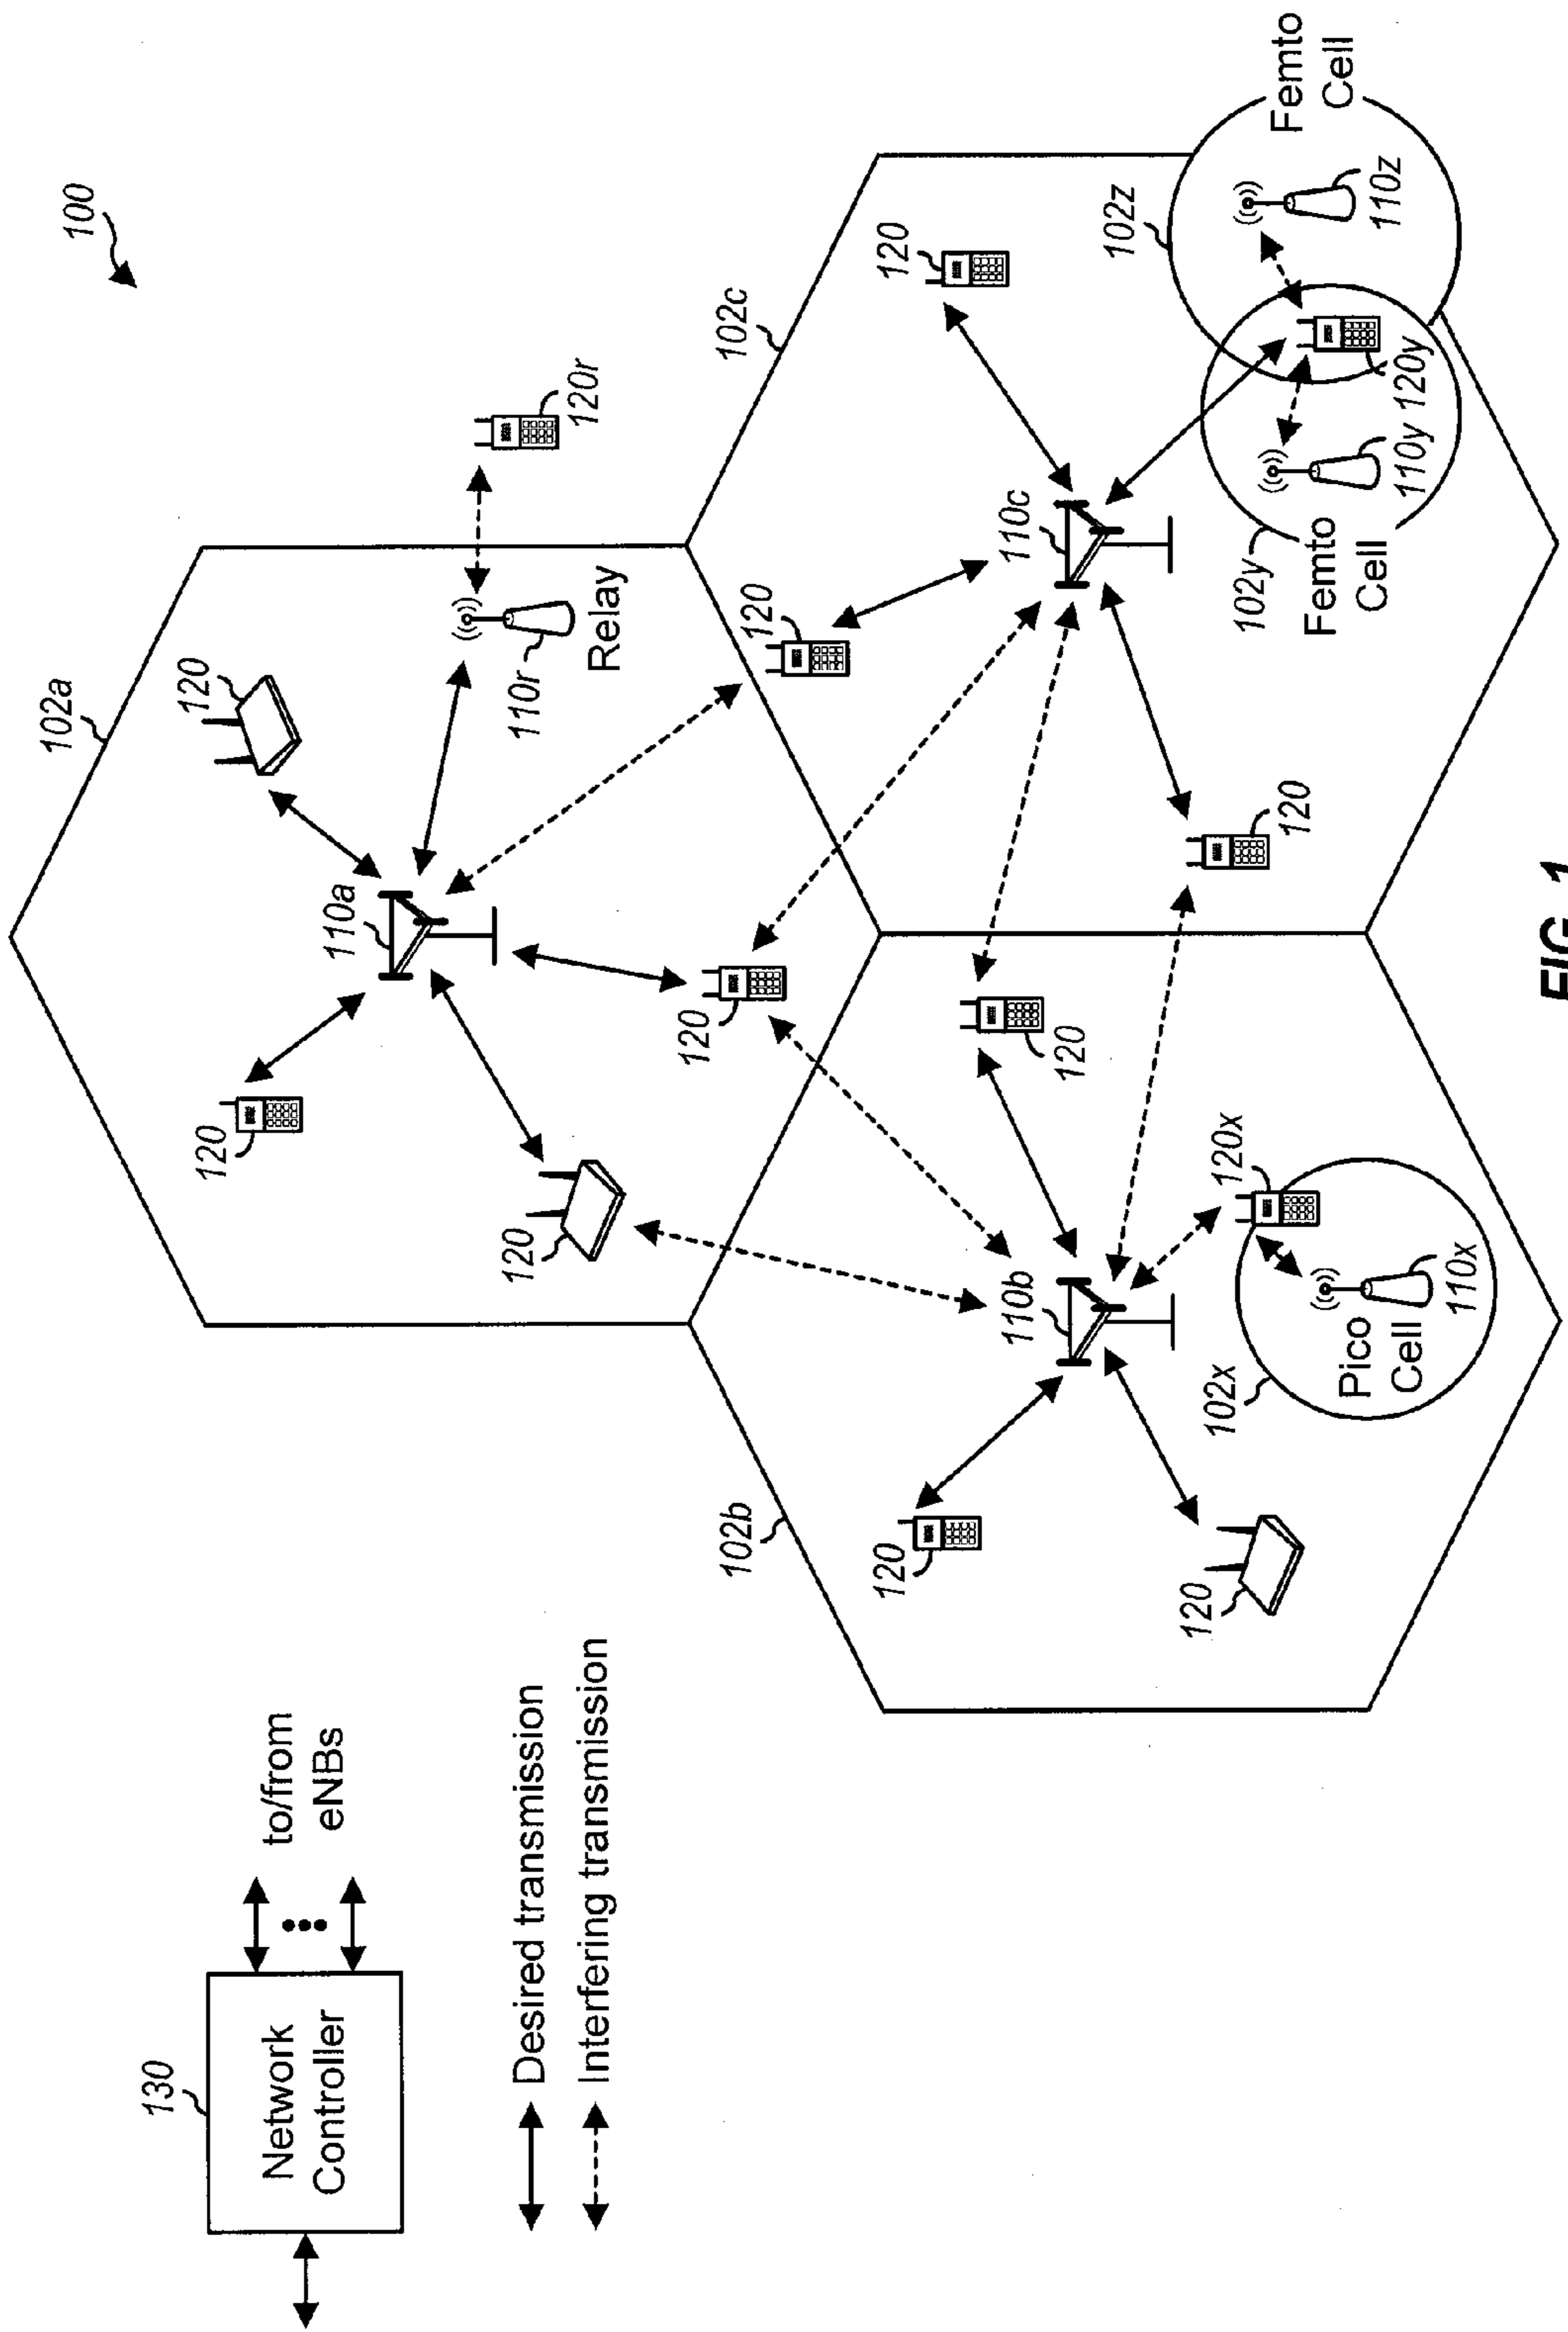 100
130
Network
Controller
to/from
eNBs
Desired transmission
Interfering transmission
102a
120
110a
120
120
120
110r
Relay
120r
102b
120
110b
120
120
120x
102x
Pico
Cell
110x
120
102c
120
110c
120
120
102y
Femto
Cell
110y
120y
102z
Femto
Cell
110z
FIG. 1